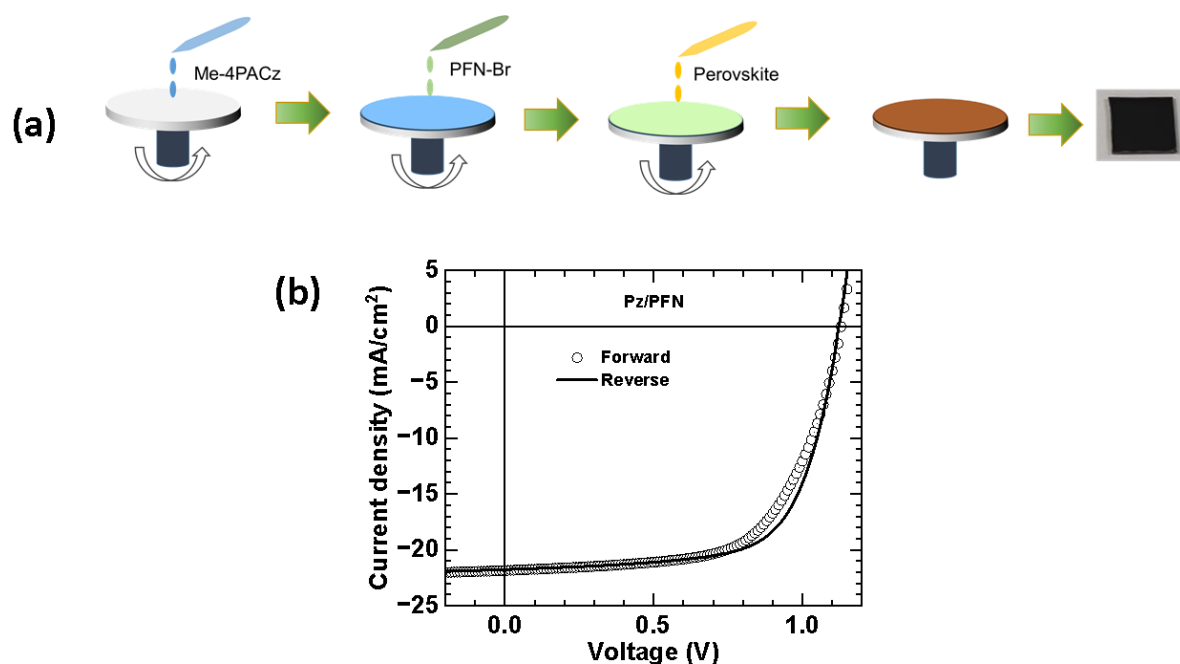 (a)
Me-4PACz
PFN-Br
Perovskite
(b)
Pz/PFN
Forward
Reverse
Current density (mA/cm²)
5
0
−5
−10
−15
−20
−25
0.0
0.5
1.0
Voltage (V)